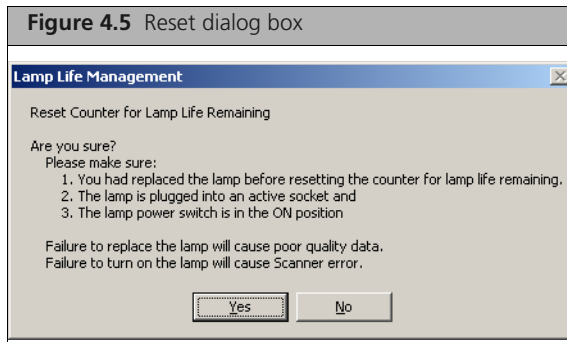 Figure 4.5 Reset dialog box
Lamp Life Management
Reset Counter for Lamp Life Remaining
Are you sure?
Please make sure:
1. You had replaced the lamp before resetting the counter for lamp life remaining.
2. The lamp is plugged into an active socket and
3. The lamp power switch is in the ON position
Failure to replace the lamp will cause poor quality data.
Failure to turn on the lamp will cause Scanner error.
Yes No